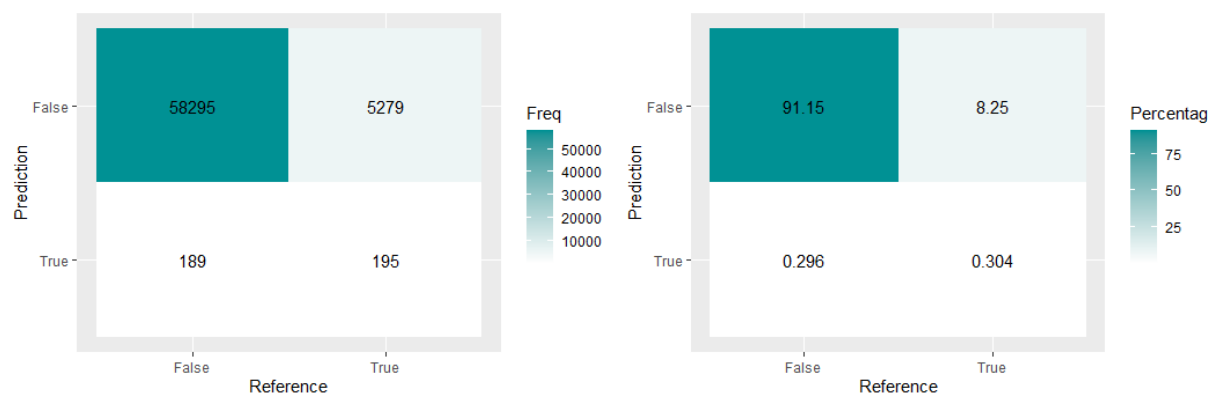 Prediction
False
True
58295
5279
189
195
False
True
Reference
Freq
50000
40000
30000
20000
10000
Prediction
False
True
91.15
8.25
0.296
0.304
False
True
Reference
Percentag
75
50
25